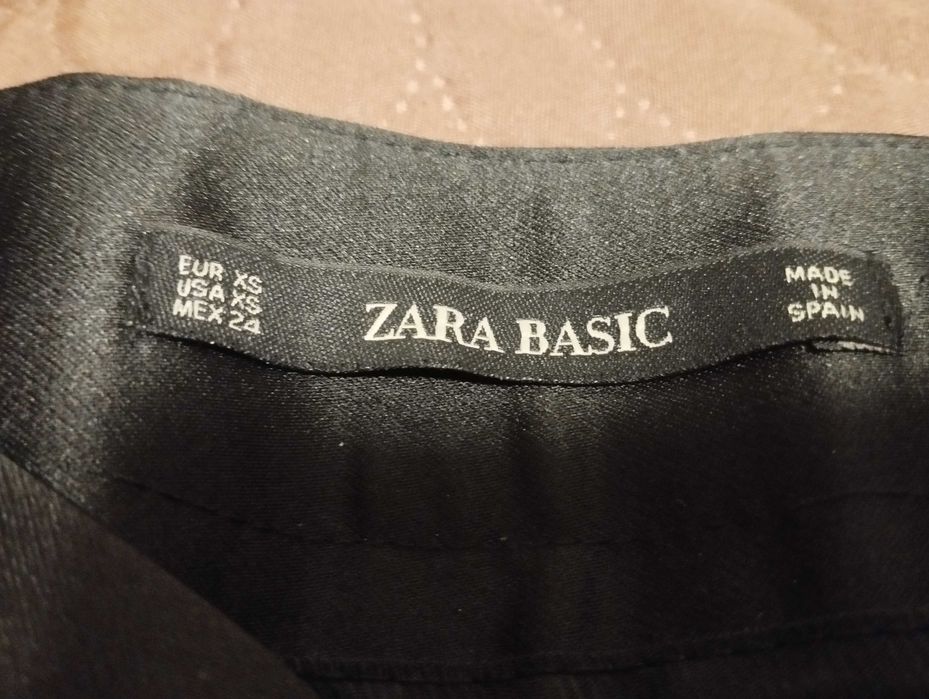 EUR XS
USA XS
MEX 24
ZARA BASIC
MADE
IN
SPAIN